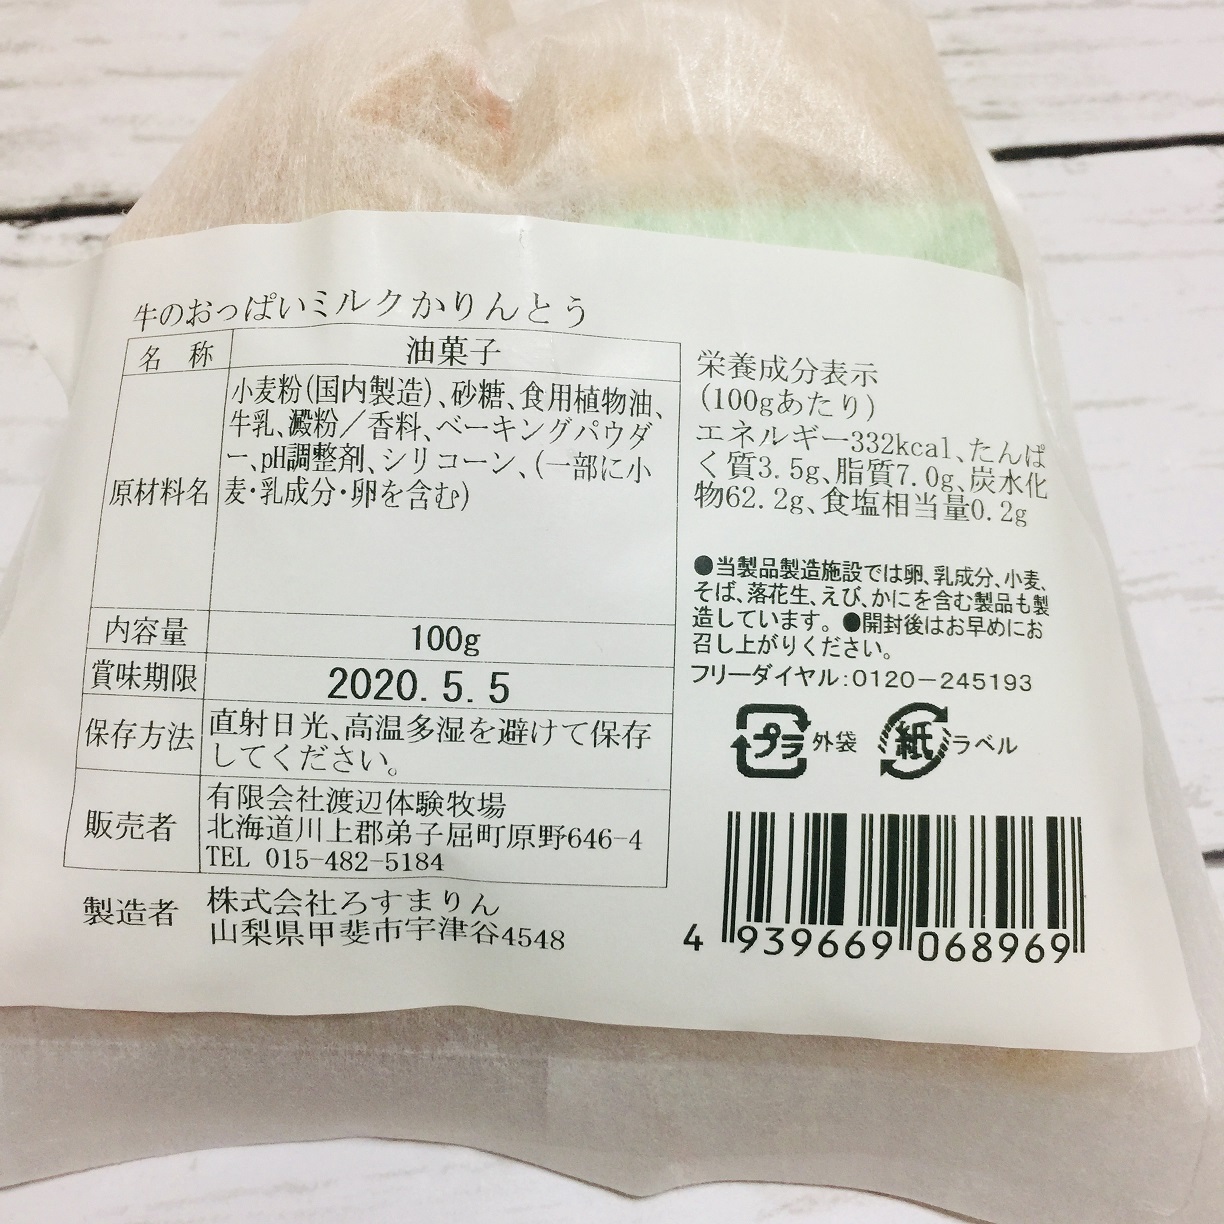 牛のおっぱいミルクかりんとう
名 称 油菓子
原材料名
小麦粉(国内製造)、砂糖、食用植物油、
牛乳、澱粉／香料、ベーキングパウダ
ー、pH調整剤、シリコーン、(一部に小
麦・乳成分・卵を含む)
内容量 100g
賞味期限 2020.5.5
保存方法 直射日光、高温多湿を避けて保存
してください。
販売者
有限会社渡辺体験牧場
北海道川上郡弟子屈町原野646-4
TEL 015-482-5184
製造者 株式会社ろすまりん
山梨県甲斐市宇津谷4548
栄養成分表示
(100gあたり)
エネルギー332kcal、たんぱ
く質3.5g、脂質7.0g、炭水化
物62.2g、食塩相当量0.2g
●当製品製造施設では卵、乳成分、小麦、
そば、落花生、えび、かにを含む製品も製
造しています。●開封後はお早めにお
召し上がりください。
フリーダイヤル:0120-245193
プラ 外袋 紙 ラベル
4 939669 068969